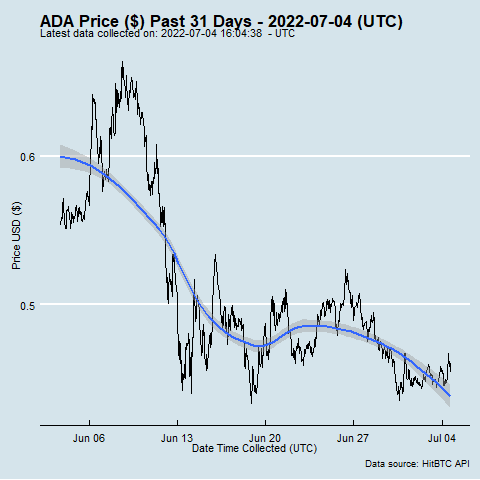 ADA Price ($) Past 31 Days - 2022-07-04 (UTC)
Latest data collected on: 2022-07-04 16:04:38  - UTC
Price USD ($)
0.6
0.5
Jun 06
Jun 13
Jun 20
Jun 27
Jul 04
Date Time Collected (UTC)
Data source: HitBTC API